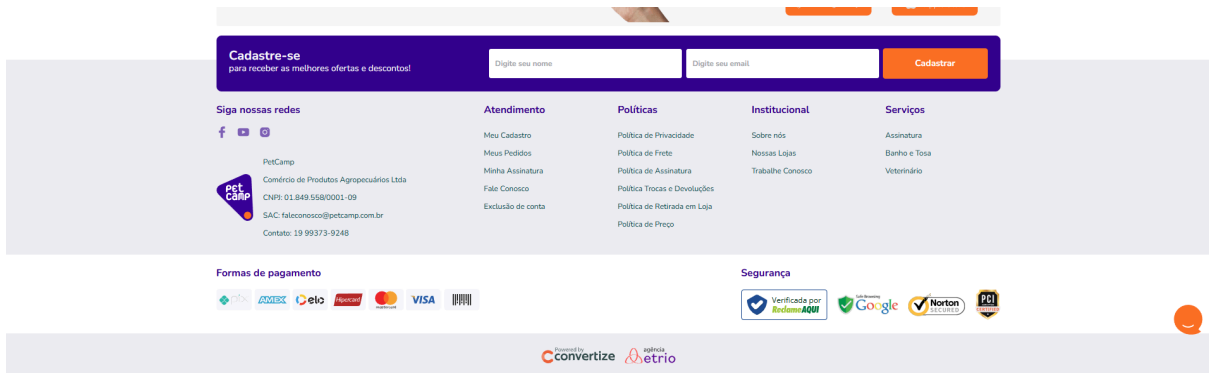 Cadastre-se
para receber as melhores ofertas e descontos!
Digite seu nome
Digite seu email
Cadastrar
Siga nossas redes
PET CAMP
PetCamp
Comércio de Produtos Agropecuários Ltda
CNPJ: 01.849.558/0001-09
SAC: faleconosco@petcamp.com.br
Contato: 19 99373-9248
Atendimento
Meu Cadastro
Meus Pedidos
Minha Assinatura
Fale Conosco
Exclusão de conta
Políticas
Política de Privacidade
Política de Frete
Política de Assinatura
Política Trocas e Devoluções
Política de Retirada em Loja
Política de Preço
Institucional
Sobre nós
Nossas Lojas
Trabalhe Conosco
Serviços
Assinatura
Banho e Tosa
Veterinário
Formas de pagamento
pix
AMEX
elo
Hipercard
mastercard
VISA
Segurança
Verificada por
ReclameAQUI
Safe Browsing
Google
Norton
SECURED
PCI
CERTIFIED
Powered by
convertize
agência
etrio